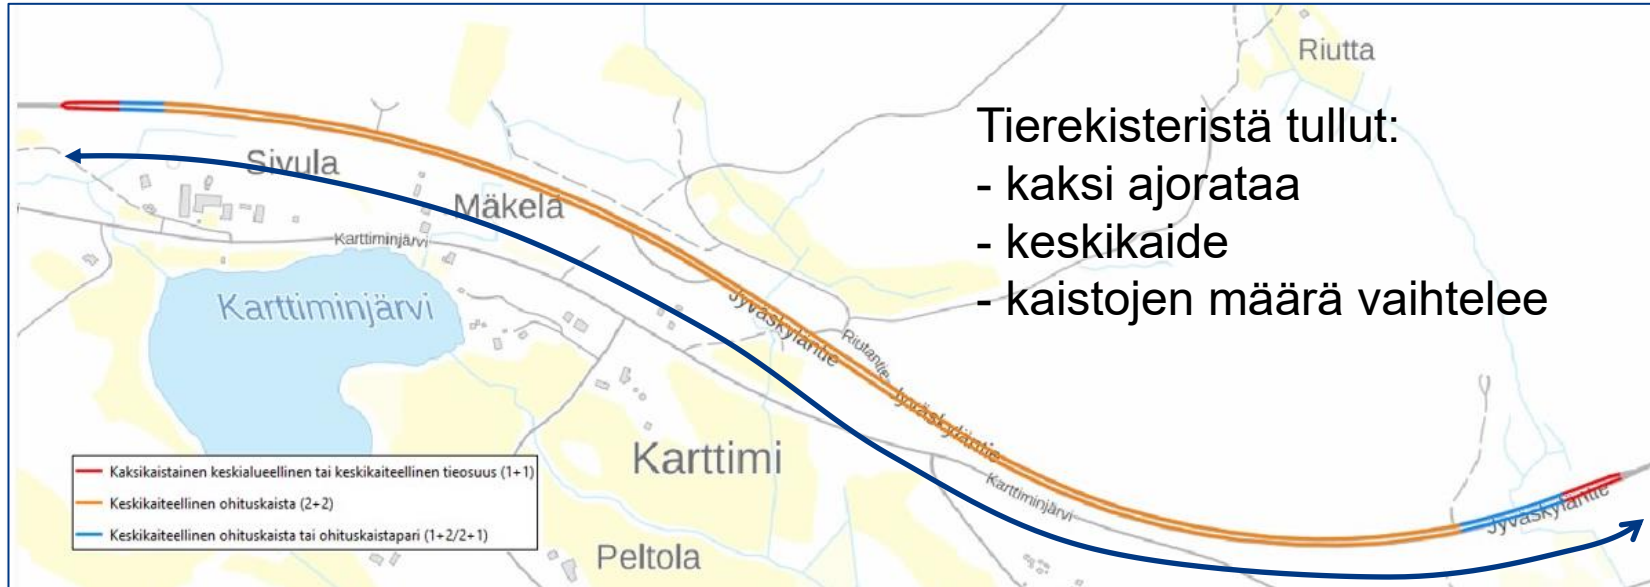 Riutta
Tierekisteristä tullut:
- kaksi ajorataa
- keskikaide
- kaistojen määrä vaihtelee
Sivula
Mäkelä
Karttiminjärvi
Karttiminjärvi
Jyväskyläntie
Riutantie
Jyväskyläntie
Karttimi
Karttiminjärvi
Jyväskyläntie
Peltola
Kaksikaistainen keskialueellinen tai keskikaiteellinen tieosuus (1+1)
Keskikaiteellinen ohituskaista (2+2)
Keskikaiteellinen ohituskaista tai ohituskaistapari (1+2/2+1)